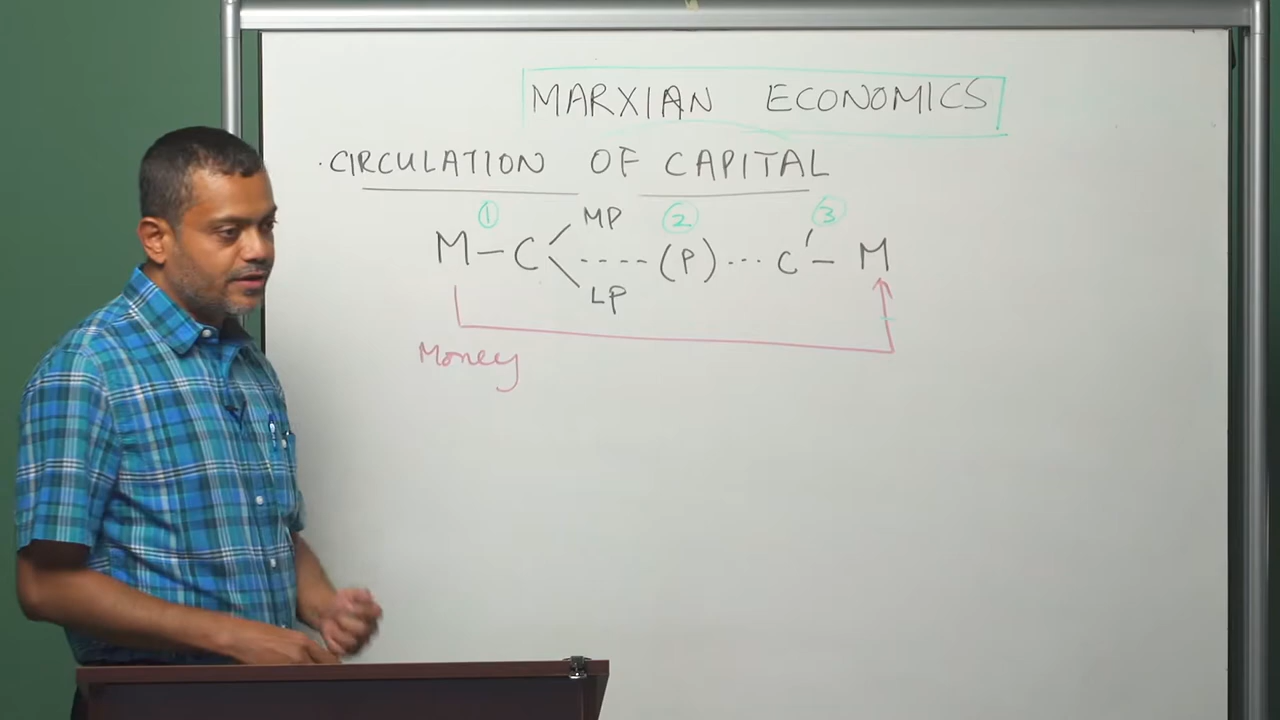 MARXIAN ECONOMICS
· CIRCULATION OF CAPITAL
① MP ② ③
M – C ---- (P) ... C' – M
LP
Money